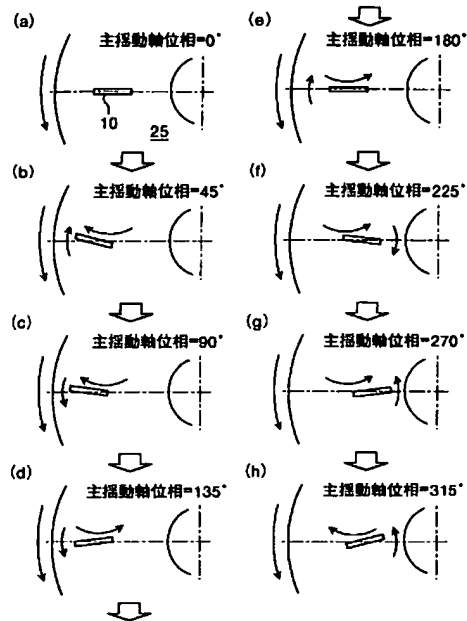 (a)
主揺動軸位相=0°
10
25
(b)
主揺動軸位相=45°
(c)
主揺動軸位相=90°
(d)
主揺動軸位相=135°
(e)
主揺動軸位相=180°
(f)
主揺動軸位相=225°
(g)
主揺動軸位相=270°
(h)
主揺動軸位相=315°